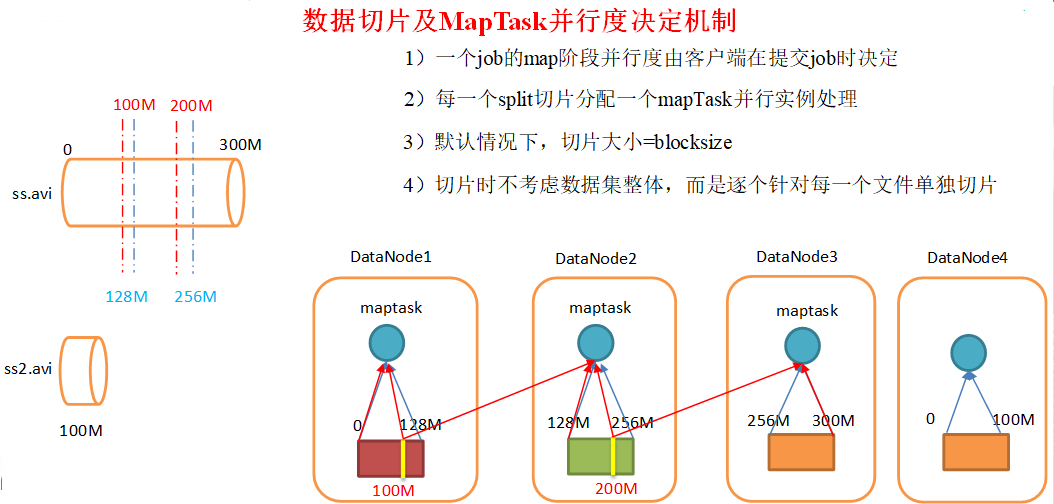 数据切片及MapTask并行度决定机制
1）一个job的map阶段并行度由客户端在提交job时决定
2）每一个split切片分配一个mapTask并行实例处理
3）默认情况下，切片大小=blocksize
4）切片时不考虑数据集整体，而是逐个针对每一个文件单独切片
100M
200M
0
300M
ss.avi
128M
256M
ss2.avi
100M
DataNode1
DataNode2
DataNode3
DataNode4
maptask
maptask
maptask
0
128M
128M
256M
256M
300M
0
100M
100M
200M